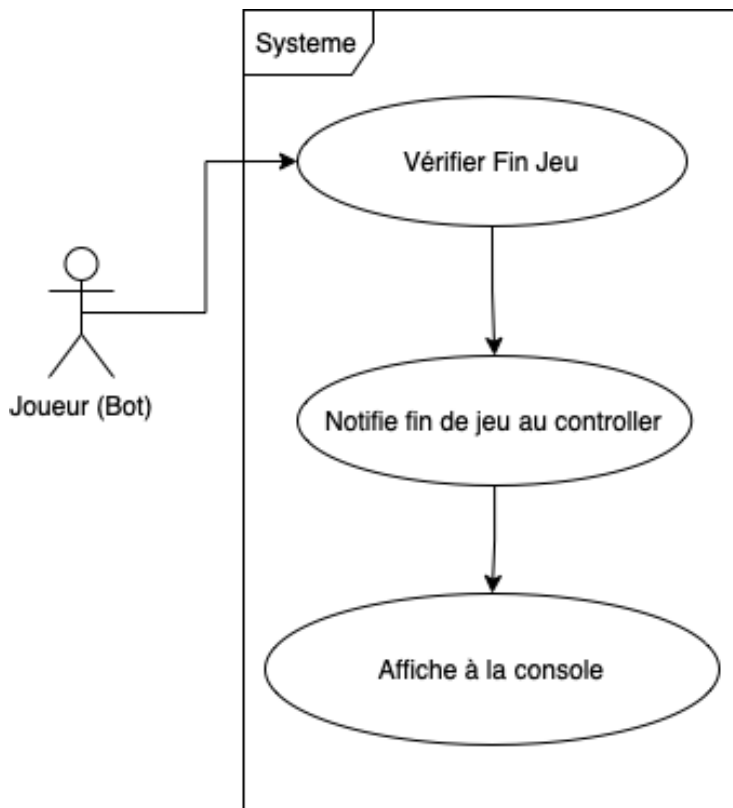 Systeme
Vérifier Fin Jeu
Joueur (Bot)
Notifie fin de jeu au controller
Affiche à la console